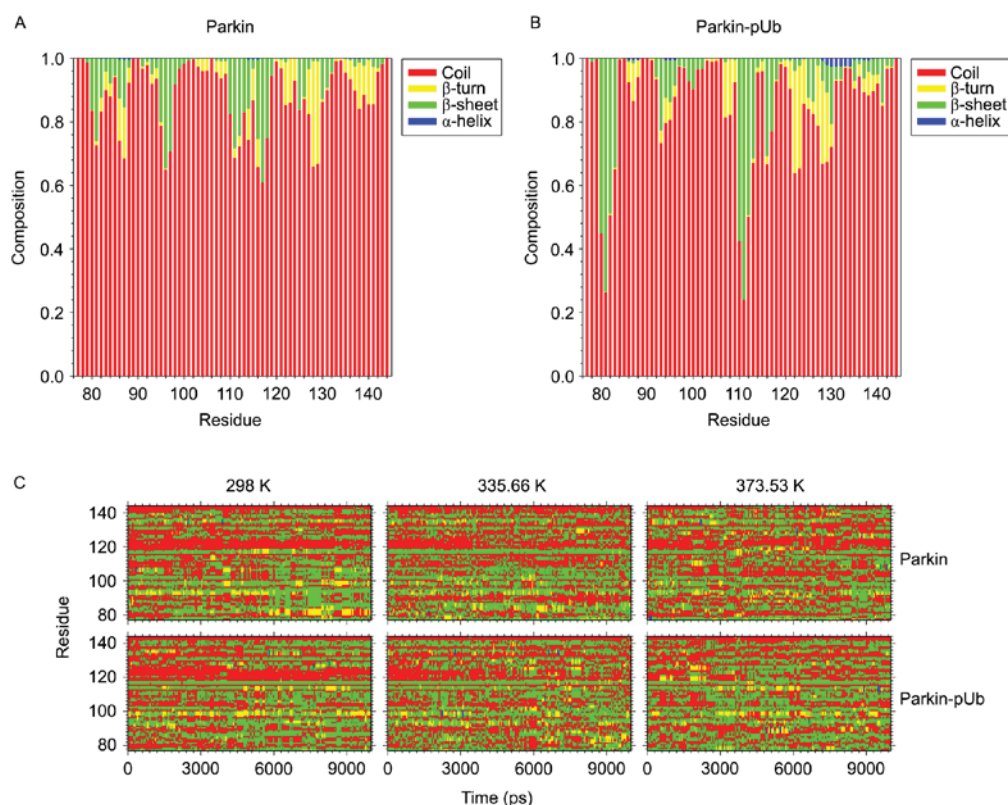 A
Parkin
1.0
0.8
0.6
0.4
0.2
0.0
Composition
80 90 100 110 120 130 140
Residue
Coil
β-turn
β-sheet
α-helix
B
Parkin-pUb
1.0
0.8
0.6
0.4
0.2
0.0
Composition
80 90 100 110 120 130 140
Residue
Coil
β-turn
β-sheet
α-helix
C
298 K 335.66 K 373.53 K
140
120
100
80
Parkin
Residue
140
120
100
80
Parkin-pUb
0 3000 6000 9000 0 3000 6000 9000 0 3000 6000 9000
Time (ps)